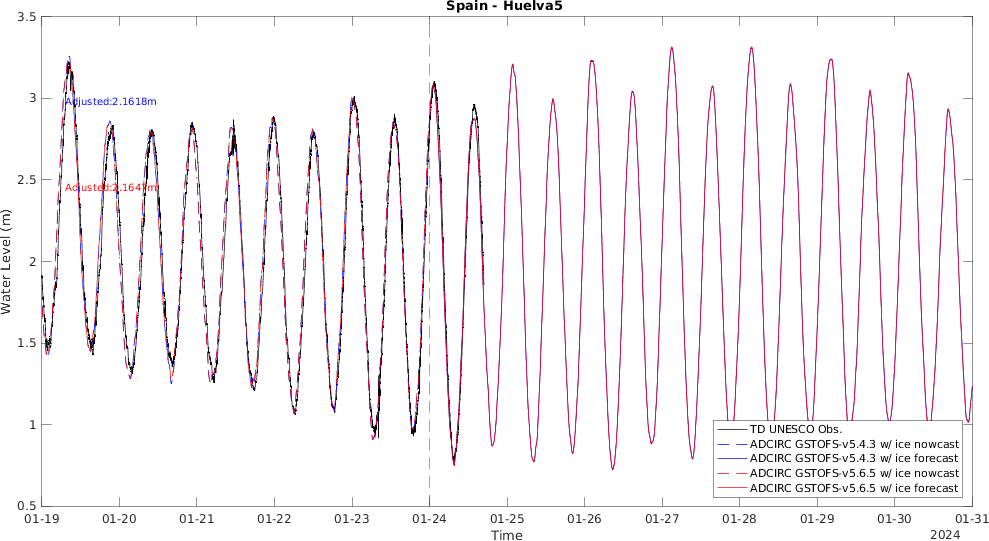 Spain - Huelva5
3.5
3
2.5
2
1.5
1
0.5
Water Level (m)
Adjusted:2.1618m
Adjusted:2.1647m
TD UNESCO Obs.
ADCIRC GSTOFS-v5.4.3 w/ ice nowcast
ADCIRC GSTOFS-v5.4.3 w/ ice forecast
ADCIRC GSTOFS-v5.6.5 w/ ice nowcast
ADCIRC GSTOFS-v5.6.5 w/ ice forecast
01-19 01-20 01-21 01-22 01-23 01-24 01-25 01-26 01-27 01-28 01-29 01-30 01-31
Time
2024